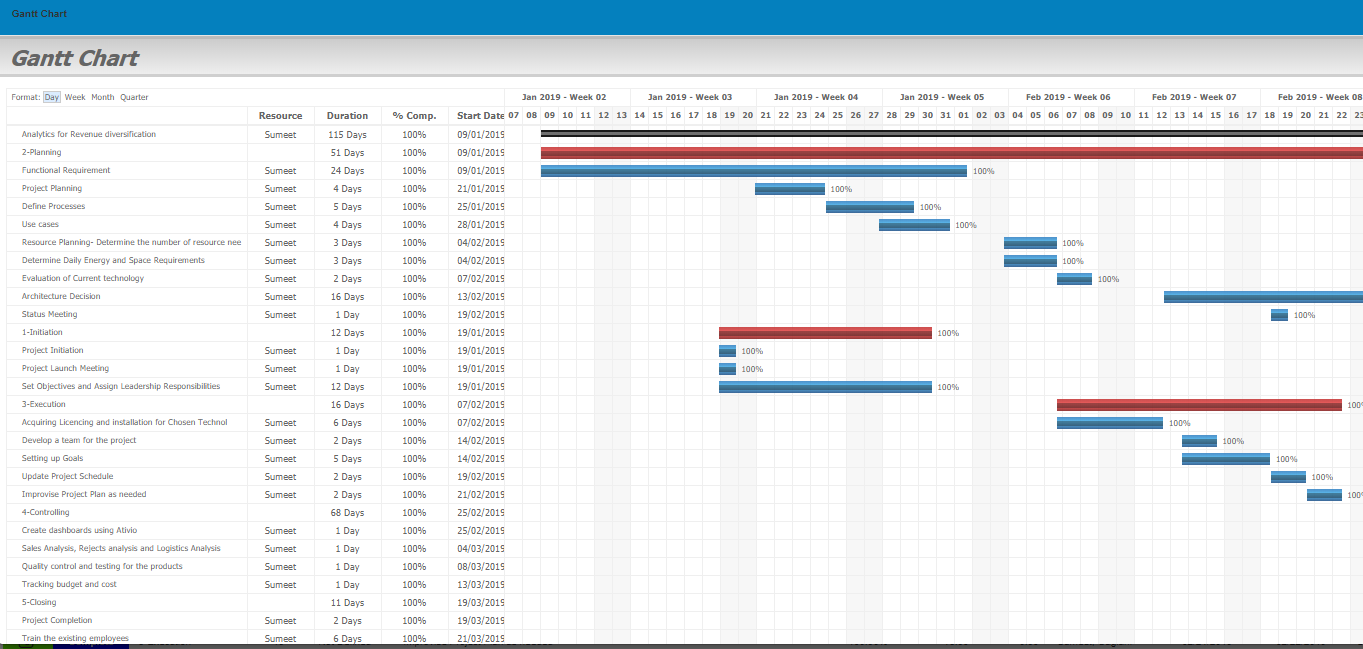 Gantt Chart
Gantt Chart
Format: Day Week Month Quarter Jan 2019 - Week 02 Jan 2019 - Week 03 Jan 2019 - Week 04 Jan 2019 - Week 05 Feb 2019 - Week 06 Feb 2019 - Week 07 Feb 2019 - Week 08
Resource Duration % Comp. Start Date 07 08 09 10 11 12 13 14 15 16 17 18 19 20 21 22 23 24 25 26 27 28 29 30 31 01 02 03 04 05 06 07 08 09 10 11 12 13 14 15 16 17 18 19 20 21 22 23
Analytics for Revenue diversification Sumeet 115 Days 100% 09/01/2019
2-Planning 51 Days 100% 09/01/2019
Functional Requirement Sumeet 24 Days 100% 09/01/2019 100%
Project Planning Sumeet 4 Days 100% 21/01/2019 100%
Define Processes Sumeet 5 Days 100% 25/01/2019 100%
Use cases Sumeet 4 Days 100% 28/01/2019 100%
Resource Planning- Determine the number of resource nee Sumeet 3 Days 100% 04/02/2019 100%
Determine Daily Energy and Space Requirements Sumeet 3 Days 100% 04/02/2019 100%
Evaluation of Current technology Sumeet 2 Days 100% 07/02/2019 100%
Architecture Decision Sumeet 16 Days 100% 13/02/2019
Status Meeting Sumeet 1 Day 100% 19/02/2019 100%
1-Initiation 12 Days 100% 19/01/2019 100%
Project Initiation Sumeet 1 Day 100% 19/01/2019 100%
Project Launch Meeting Sumeet 1 Day 100% 19/01/2019 100%
Set Objectives and Assign Leadership Responsibilities Sumeet 12 Days 100% 19/01/2019 100%
3-Execution 16 Days 100% 07/02/2019 100%
Acquiring Licencing and installation for Chosen Technol Sumeet 6 Days 100% 07/02/2019 100%
Develop a team for the project Sumeet 2 Days 100% 14/02/2019 100%
Setting up Goals Sumeet 5 Days 100% 14/02/2019 100%
Update Project Schedule Sumeet 2 Days 100% 19/02/2019 100%
Improvise Project Plan as needed Sumeet 2 Days 100% 21/02/2019 100%
4-Controlling 68 Days 100% 25/02/2019
Create dashboards using Ativio Sumeet 1 Day 100% 25/02/2019
Sales Analysis, Rejects analysis and Logistics Analysis Sumeet 1 Day 100% 04/03/2019
Quality control and testing for the products Sumeet 1 Day 100% 08/03/2019
Tracking budget and cost Sumeet 1 Day 100% 13/03/2019
5-Closing 11 Days 100% 19/03/2019
Project Completion Sumeet 2 Days 100% 19/03/2019
Train the existing employees Sumeet 6 Days 100% 21/03/2019